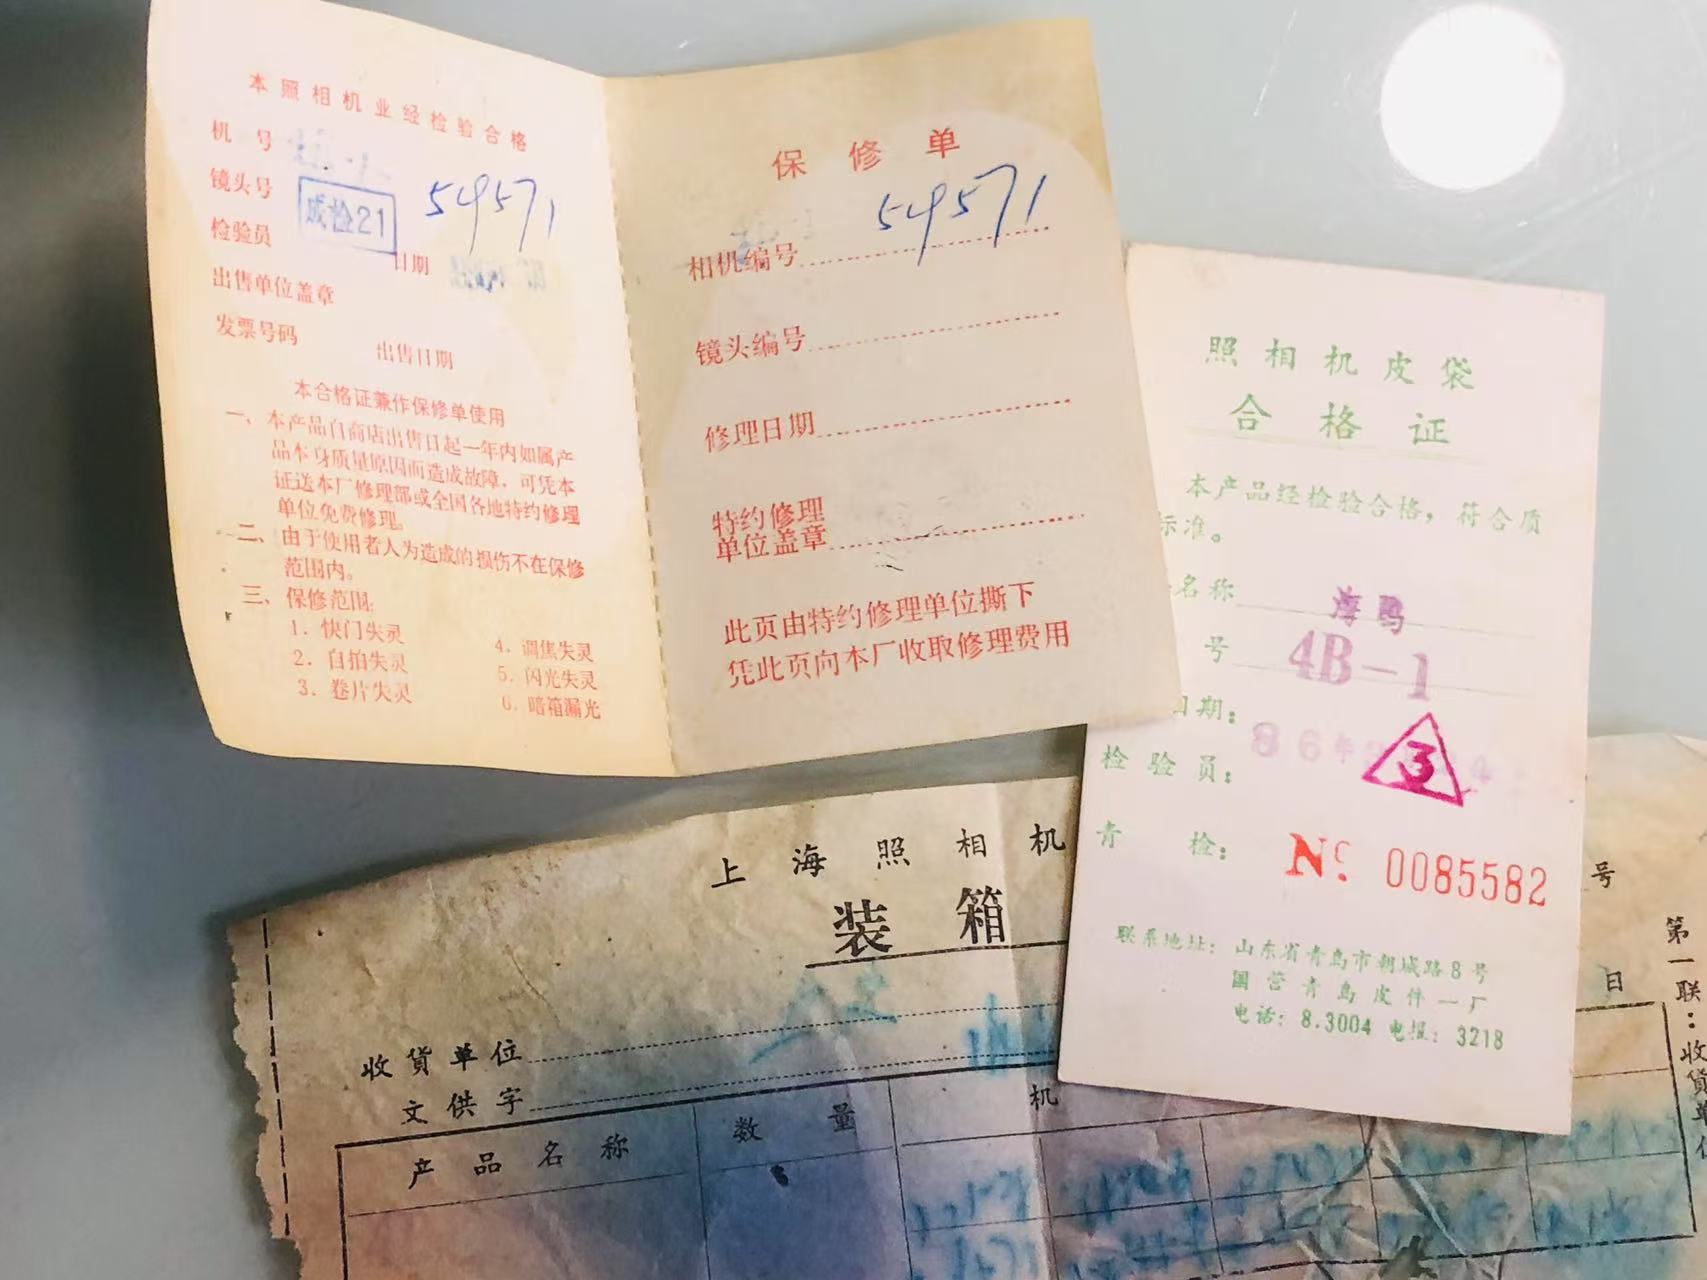 本照相机业经检验合格
机 号
镜头号 54571
检验员 成检21 日期
出售单位盖章
发票号码 出售日期
本合格证兼作保修单使用
一、本产品自商店出售日起一年内如属产
品本身质量原因而造成故障，可凭本
证送本厂修理部或全国各地特约修理
单位免费修理。
二、由于使用者人为造成的损伤不在保修
范围内。
三、保修范围：
1．快门失灵 4．调焦失灵
2．自拍失灵 5．闪光失灵
3．卷片失灵 6．暗箱漏光
保修单
相机编号 54571
镜头编号
修理日期
特约修理
单位盖章
此页由特约修理单位撕下
凭此页向本厂收取修理费用
照相机皮袋
合格证
本产品经检验合格，符合质
标准。
名称 海鸥
号 4B-1
日期： 86年
检验员： 3
青 检： № 0085582
联系地址：山东省青岛市朝城路8号
国营青岛皮件一厂
电话：8.3004 电报：3218
上海照相机
号
装箱
日
收货单位
文供字
产品名称 数量 机
第一联：收货单位